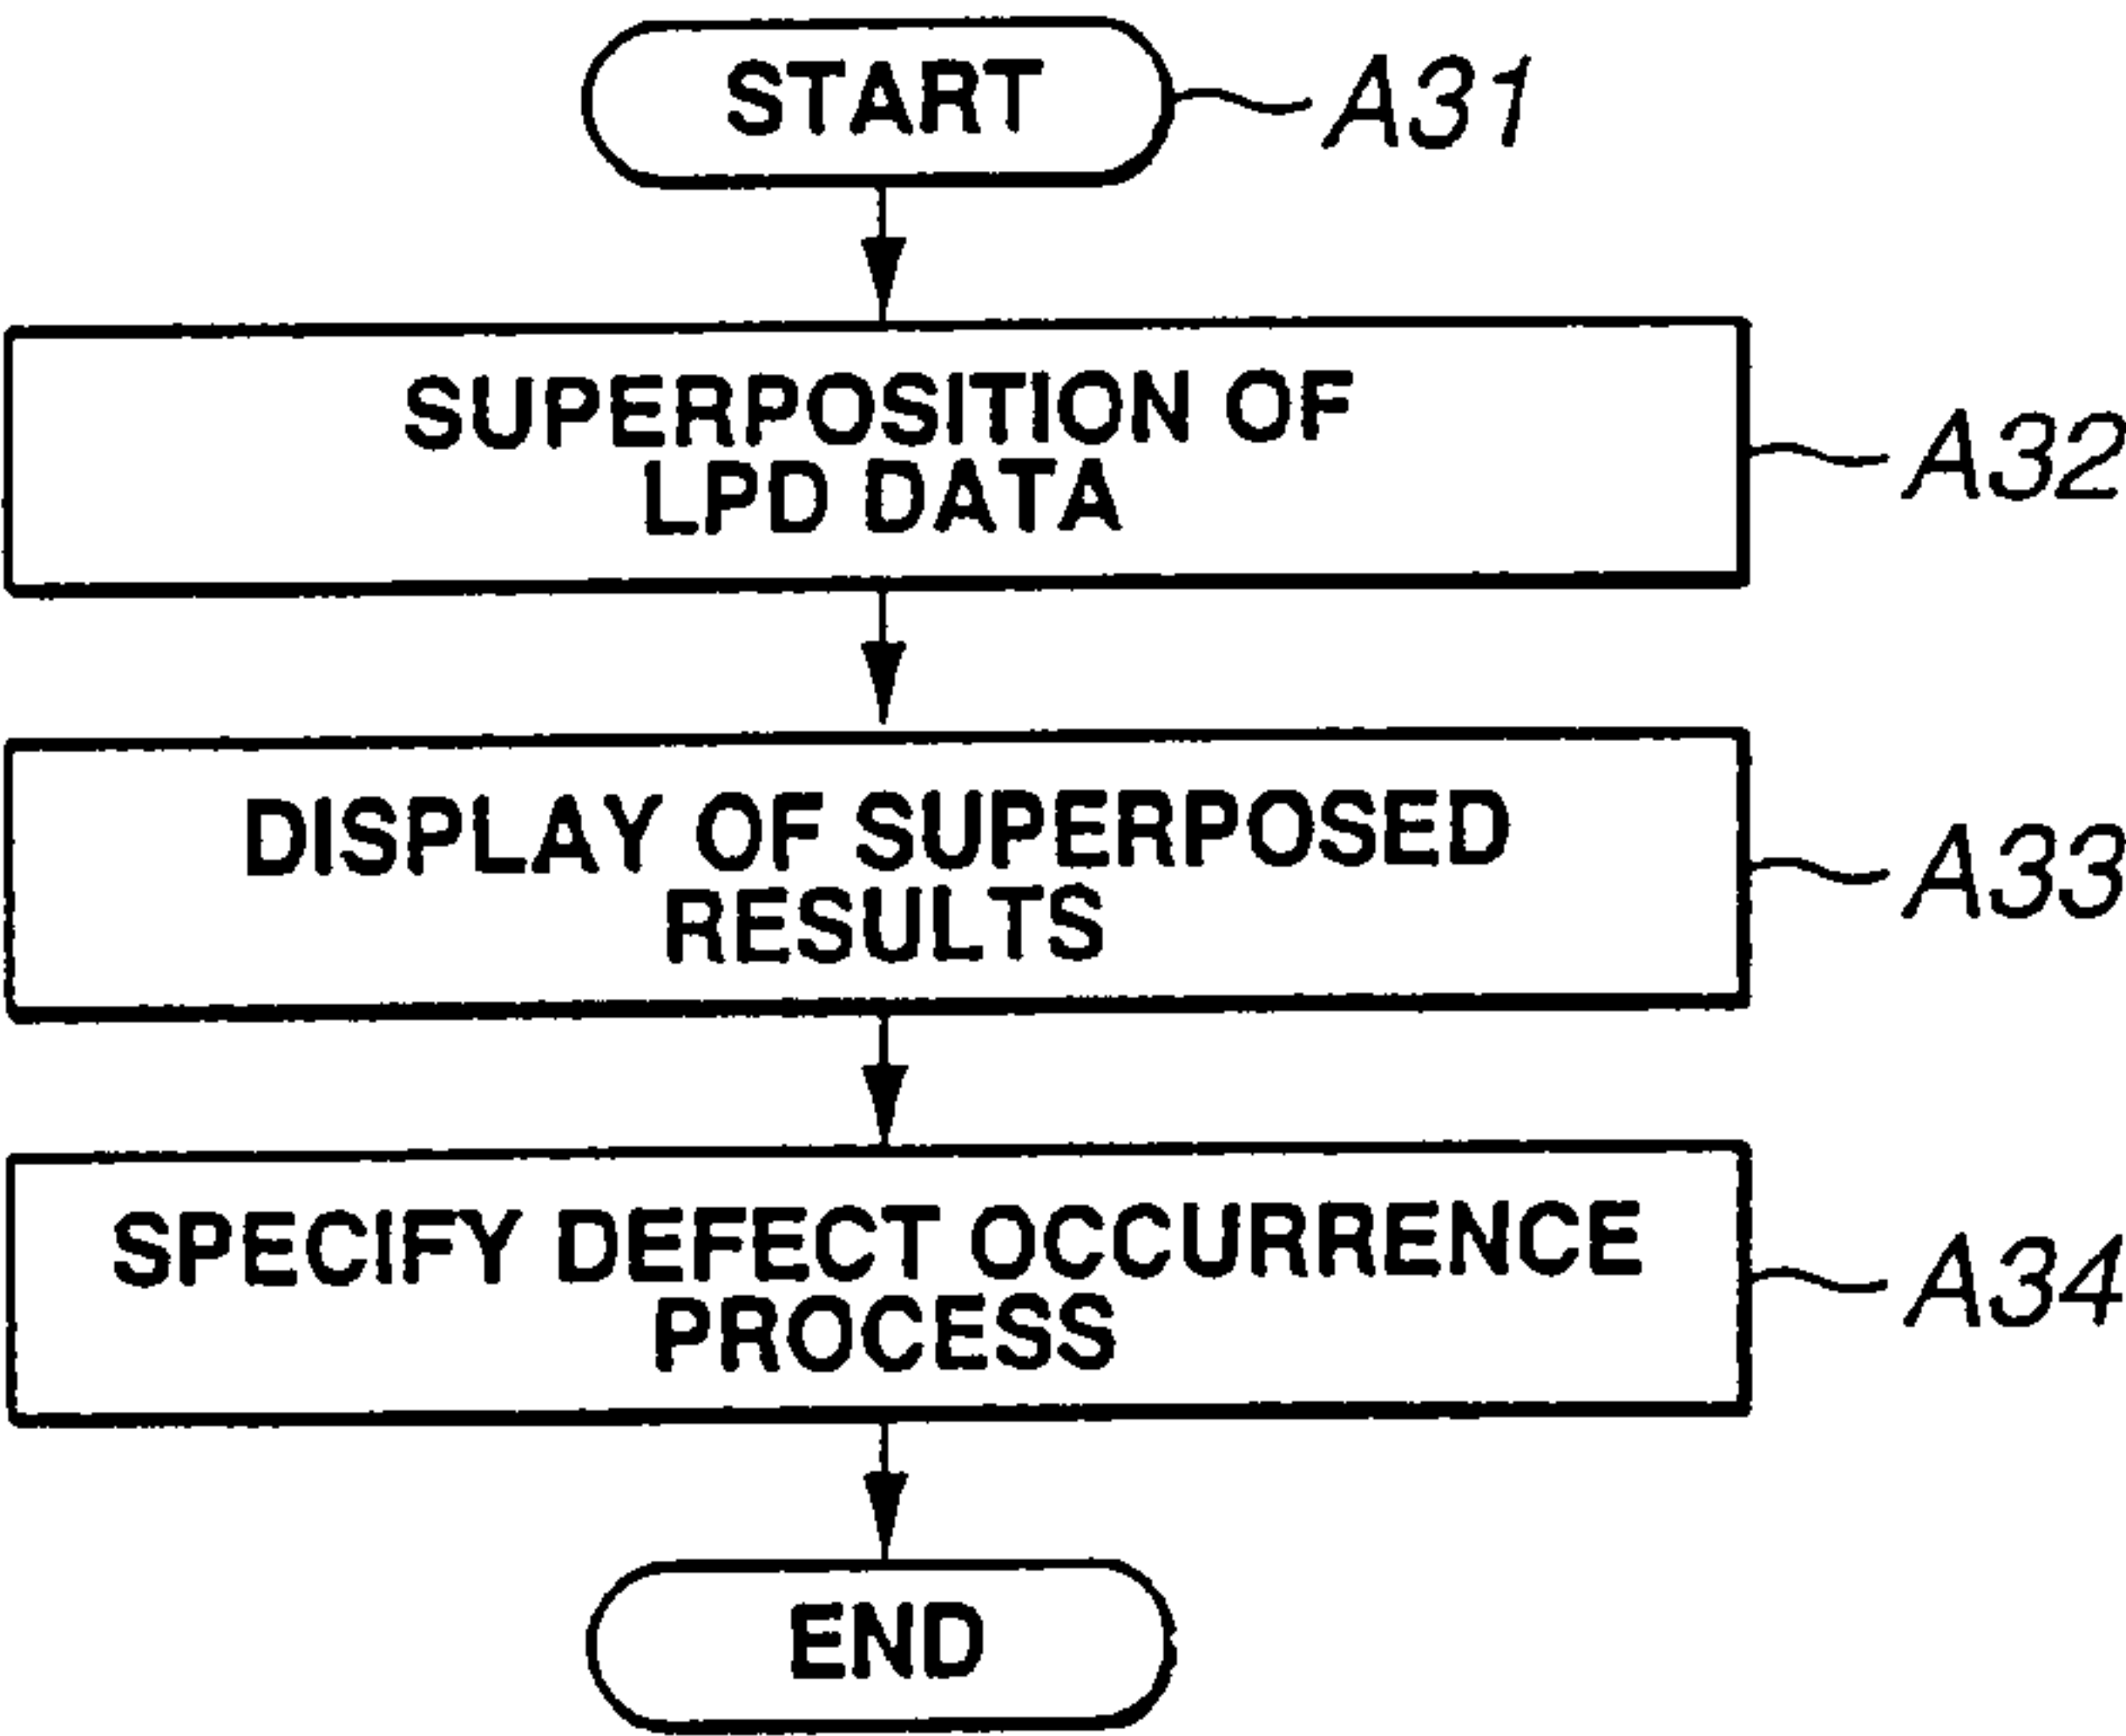 START
A31
SUPERPOSITION OF
LPD DATA
A32
DISPLAY OF SUPERPOSED
RESULTS
A33
SPECIFY DEFECT OCCURRENCE
PROCESS
A34
END